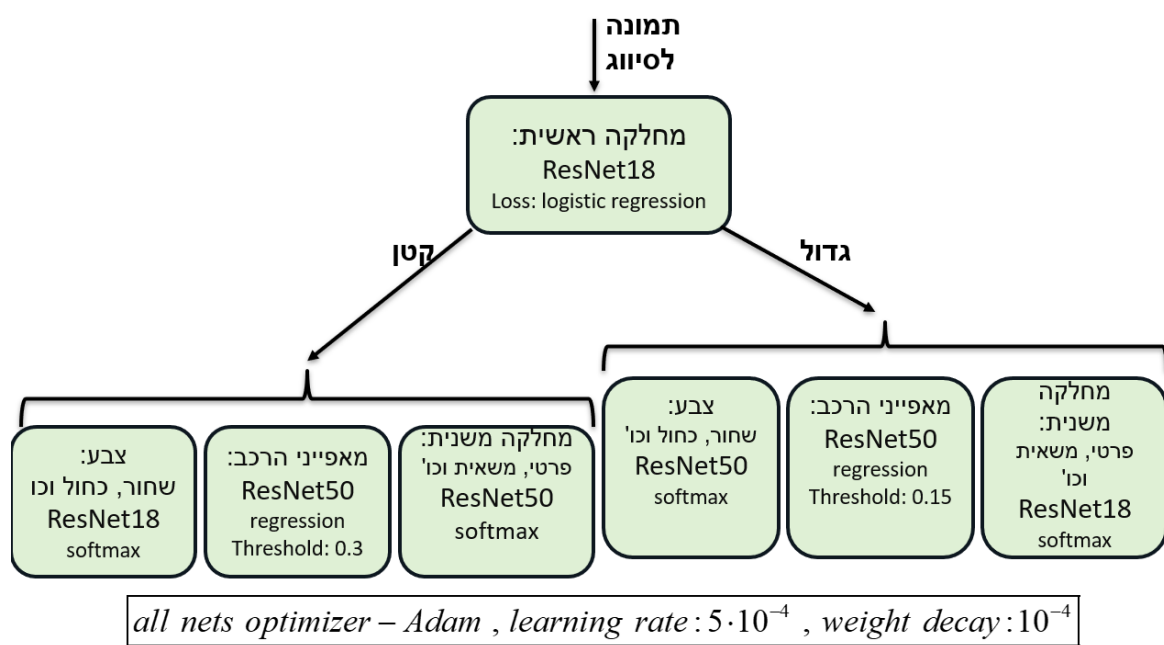 תמונה
לסיווג
מחלקה ראשית:
ResNet18
Loss: logistic regression
קטן
גדול
צבע:
שחור, כחול וכו
ResNet18
softmax
מאפייני הרכב:
ResNet50
regression
Threshold: 0.3
מחלקה משנית:
פרטי, משאית וכו'
ResNet50
softmax
צבע:
שחור, כחול וכו'
ResNet50
softmax
מאפייני הרכב:
ResNet50
regression
Threshold: 0.15
מחלקה
משנית:
פרטי, משאית
וכו'
ResNet18
softmax
all nets optimizer – Adam , learning rate : 5·10⁻⁴ , weight decay : 10⁻⁴